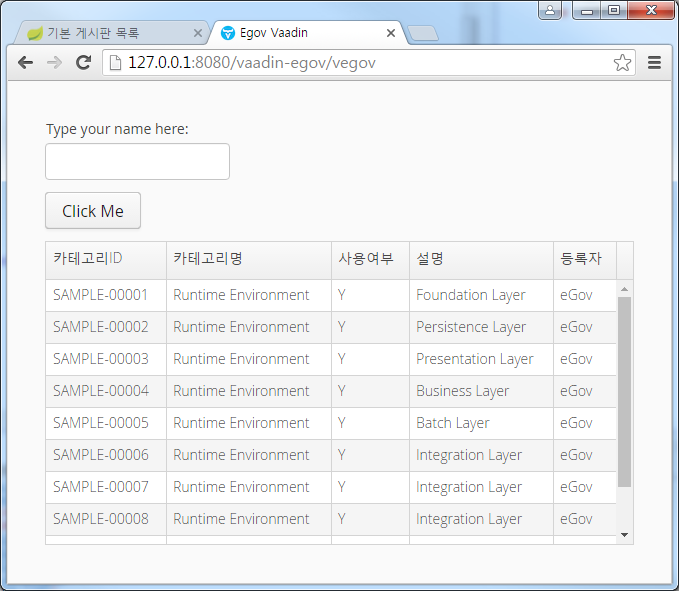 기본 게시판 목록
Egov Vaadin
127.0.0.1:8080/vaadin-egov/vegov
Type your name here:
Click Me
카테고리ID 카테고리명 사용여부 설명 등록자
SAMPLE-00001 Runtime Environment Y Foundation Layer eGov
SAMPLE-00002 Runtime Environment Y Persistence Layer eGov
SAMPLE-00003 Runtime Environment Y Presentation Layer eGov
SAMPLE-00004 Runtime Environment Y Business Layer eGov
SAMPLE-00005 Runtime Environment Y Batch Layer eGov
SAMPLE-00006 Runtime Environment Y Integration Layer eGov
SAMPLE-00007 Runtime Environment Y Integration Layer eGov
SAMPLE-00008 Runtime Environment Y Integration Layer eGov